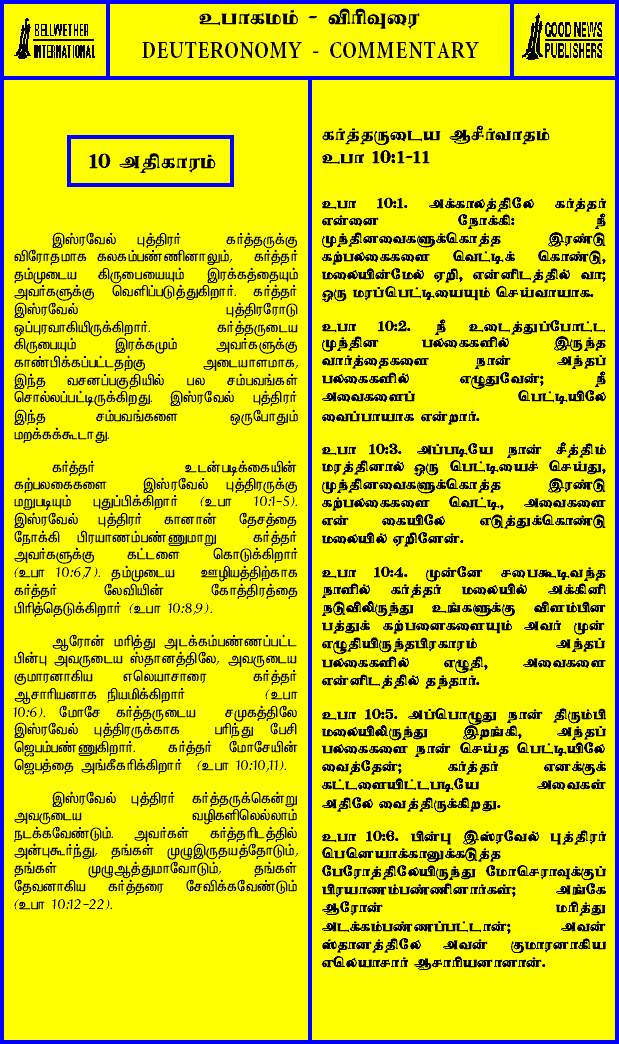 BELLWETHER
INTERNATIONAL
உபாகமம் - விரிவுரை
DEUTERONOMY - COMMENTARY
GOOD NEWS
PUBLISHERS
10 அதிகாரம்
இஸ்ரவேல் புத்திரர் கர்த்தருக்கு
விரோதமாக கலகம்பண்ணினாலும், கர்த்தர்
தம்முடைய கிருபையையும் இரக்கத்தையும்
அவர்களுக்கு வெளிப்படுத்துகிறார். கர்த்தர்
இஸ்ரவேல் புத்திரரோடு
ஒப்புரவாகியிருக்கிறார். கர்த்தருடைய
கிருபையும் இரக்கமும் அவர்களுக்கு
காண்பிக்கப்பட்டதற்கு அடையாளமாக,
இந்த வசனப்பகுதியில் பல சம்பவங்கள்
சொல்லப்பட்டிருக்கிறது. இஸ்ரவேல் புத்திரர்
இந்த சம்பவங்களை ஒருபோதும்
மறக்கக்கூடாது.
கர்த்தர் உடன்படிக்கையின்
கற்பலகைகளை இஸ்ரவேல் புத்திரருக்கு
மறுபடியும் புதுப்பிக்கிறார் (உபா 10:1-5).
இஸ்ரவேல் புத்திரர் கானான் தேசத்தை
நோக்கி பிரயாணம்பண்ணுமாறு கர்த்தர்
அவர்களுக்கு கட்டளை கொடுக்கிறார்
(உபா 10:6,7). தம்முடைய ஊழியத்திற்காக
கர்த்தர் லேவியின் கோத்திரத்தை
பிரித்தெடுக்கிறார் (உபா 10:8,9).
ஆரோன் மரித்து அடக்கம்பண்ணப்பட்ட
பின்பு அவருடைய ஸ்தானத்திலே, அவருடைய
குமாரனாகிய எலெயாசாரை கர்த்தர்
ஆசாரியனாக நியமிக்கிறார் (உபா
10:6). மோசே கர்த்தருடைய சமுகத்திலே
இஸ்ரவேல் புத்திரருக்காக பரிந்து பேசி
ஜெபம்பண்ணுகிறார். கர்த்தர் மோசேயின்
ஜெபத்தை அங்கீகரிக்கிறார் (உபா 10:10,11).
இஸ்ரவேல் புத்திரர் கர்த்தருக்கென்று
அவருடைய வழிகளிலெல்லாம்
நடக்கவேண்டும். அவர்கள் கர்த்தரிடத்தில்
அன்புகூர்ந்து, தங்கள் முழுஇருதயத்தோடும்,
தங்கள் முழுஆத்துமாவோடும், தங்கள்
தேவனாகிய கர்த்தரை சேவிக்கவேண்டும்
(உபா 10:12-22).
கர்த்தருடைய ஆசீர்வாதம்
உபா 10:1-11
உபா 10:1. அக்காலத்திலே கர்த்தர்
என்னை நோக்கி: நீ
முந்தினவைகளுக்கொத்த இரண்டு
கற்பலகைகளை வெட்டிக் கொண்டு,
மலையின்மேல் ஏறி, என்னிடத்தில் வா;
ஒரு மரப்பெட்டியையும் செய்வாயாக.
உபா 10:2. நீ உடைத்துப்போட்ட
முந்தின பலகைகளில் இருந்த
வார்த்தைகளை நான் அந்தப்
பலகைகளில் எழுதுவேன்; நீ
அவைகளைப் பெட்டியிலே
வைப்பாயாக என்றார்.
உபா 10:3. அப்படியே நான் சீத்திம்
மரத்தினால் ஒரு பெட்டியைச் செய்து,
முந்தினவைகளுக்கொத்த இரண்டு
கற்பலகைகளை வெட்டி, அவைகளை
என் கையிலே எடுத்துக்கொண்டு
மலையில் ஏறினேன்.
உபா 10:4. முன்னே சபைகூடிவந்த
நாளில் கர்த்தர் மலையில் அக்கினி
நடுவிலிருந்து உங்களுக்கு விளம்பின
பத்துக் கற்பனைகளையும் அவர் முன்
எழுதியிருந்தபிரகாரம் அந்தப்
பலகைகளில் எழுதி, அவைகளை
என்னிடத்தில் தந்தார்.
உபா 10:5. அப்பொழுது நான் திரும்பி
மலையிலிருந்து இறங்கி, அந்தப்
பலகைகளை நான் செய்த பெட்டியிலே
வைத்தேன்; கர்த்தர் எனக்குக்
கட்டளையிட்டபடியே அவைகள்
அதிலே வைத்திருக்கிறது.
உபா 10:6. பின்பு இஸ்ரவேல் புத்திரர்
பெனெயாக்கானுக்கடுத்த
பேரோத்திலேயிருந்து மோசெராவுக்குப்
பிரயாணம்பண்ணினார்கள்; அங்கே
ஆரோன் மரித்து
அடக்கம்பண்ணப்பட்டான்; அவன்
ஸ்தானத்திலே அவன் குமாரனாகிய
எலெயாசார் ஆசாரியனானான்.